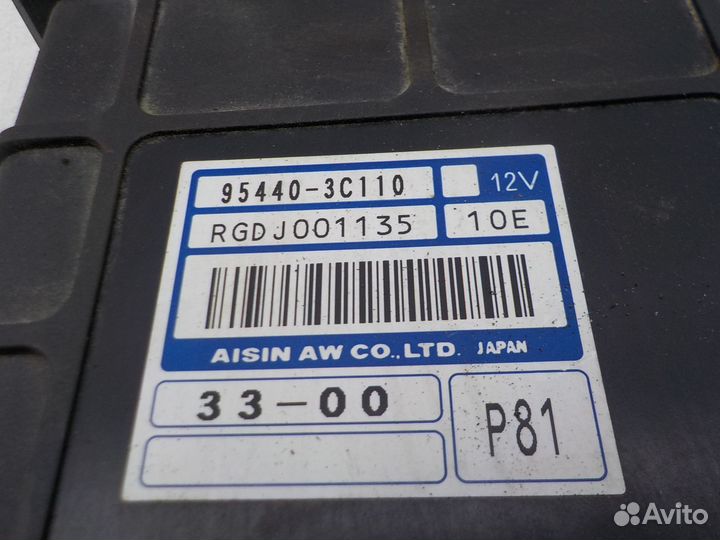 95440-3C110
12V
RGDJ001135
10E
AISIN AW CO.,LTD. JAPAN
33-00
P81
Avito